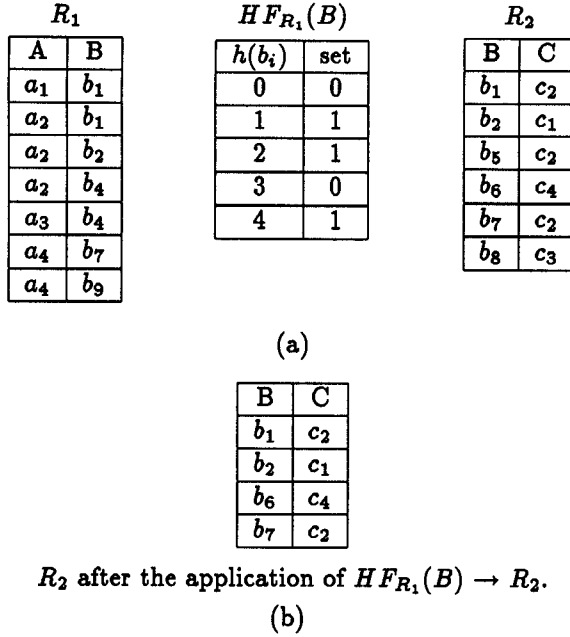 R₁ HF_{R₁}(B) R₂
A B h(bᵢ) set B C
a₁ b₁ 0 0 b₁ c₂
a₂ b₁ 1 1 b₂ c₁
a₂ b₂ 2 1 b₅ c₂
a₂ b₄ 3 0 b₆ c₄
a₃ b₄ 4 1 b₇ c₂
a₄ b₇ b₈ c₃
a₄ b₉
(a)
B C
b₁ c₂
b₂ c₁
b₆ c₄
b₇ c₂
R₂ after the application of HF_{R₁}(B) → R₂.
(b)